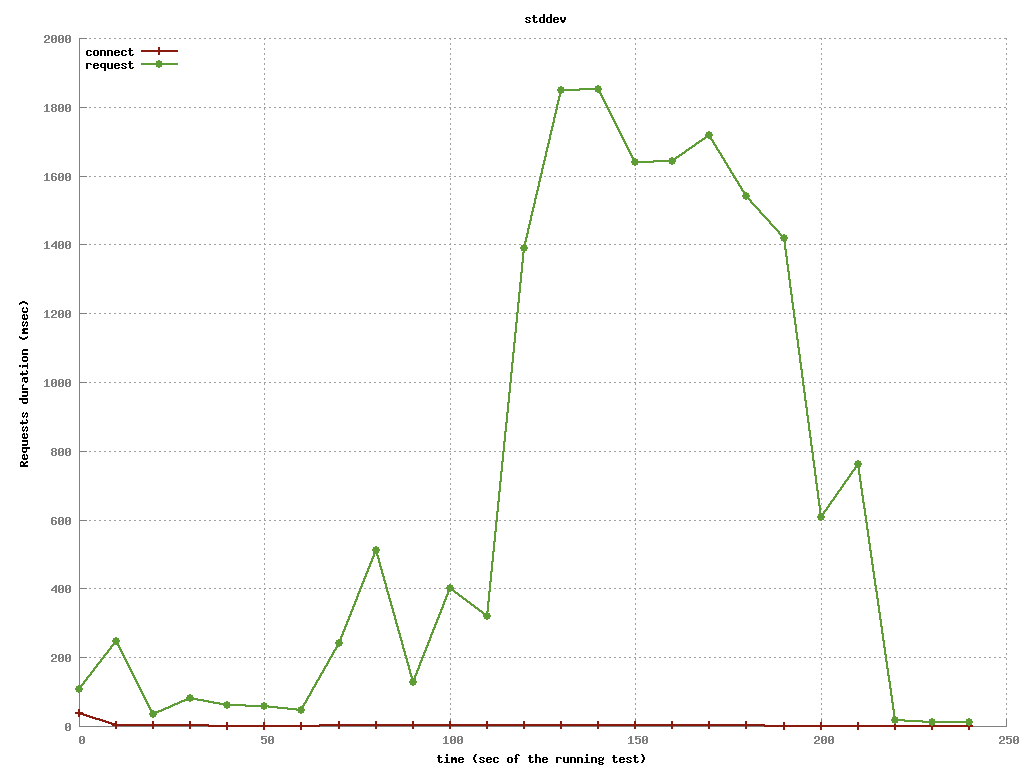 stddev
connect
request
2000
1800
1600
1400
1200
1000
800
600
400
200
0
Requests duration (msec)
0 50 100 150 200 250
time (sec of the running test)